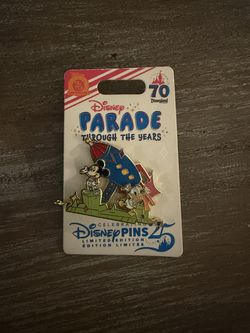 70
Disneyland
Disney
PARADE
THROUGH THE YEARS
CELEBRATING
DISNEY PINS 25
LIMITED EDITION
EDITION LIMITÉE